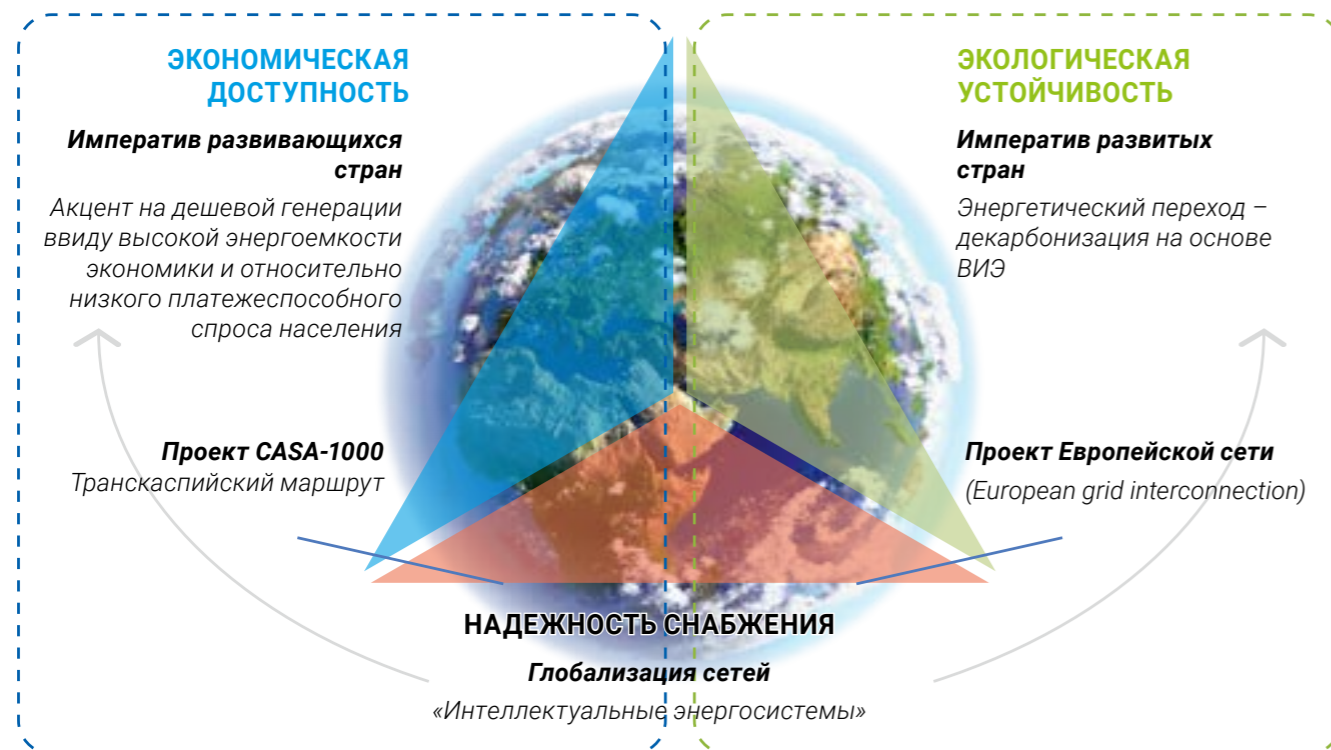 ЭКОНОМИЧЕСКАЯ
ДОСТУПНОСТЬ
Императив развивающихся
стран
Акцент на дешевой генерации
ввиду высокой энергоемкости
экономики и относительно
низкого платежеспособного
спроса населения
Проект CASA-1000
Транскаспийский маршрут
ЭКОЛОГИЧЕСКАЯ
УСТОЙЧИВОСТЬ
Императив развитых
стран
Энергетический переход –
декарбонизация на основе
ВИЭ
Проект Европейской сети
(European grid interconnection)
НАДЕЖНОСТЬ СНАБЖЕНИЯ
Глобализация сетей
«Интеллектуальные энергосистемы»